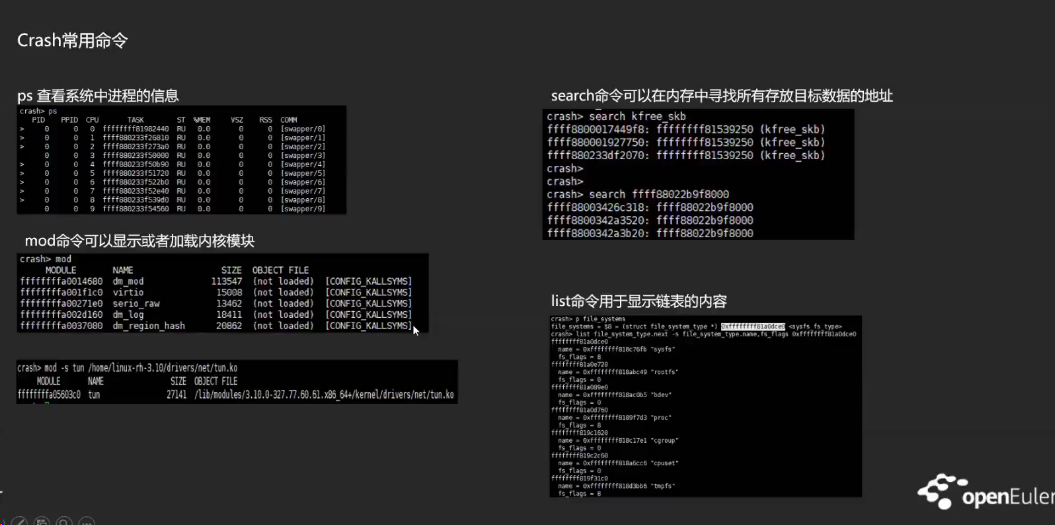 Crash常用命令
ps 查看系统中进程的信息
crash> ps
PID PPID CPU TASK ST %MEM VSZ RSS COMM
> 0 0 0 ffffffff81982440 RU 0.0 0 0 [swapper/0]
> 0 0 1 ffff880233f26810 RU 0.0 0 0 [swapper/1]
> 0 0 2 ffff880233f273a0 RU 0.0 0 0 [swapper/2]
0 0 3 ffff880233f50000 RU 0.0 0 0 [swapper/3]
> 0 0 4 ffff880233f50b90 RU 0.0 0 0 [swapper/4]
> 0 0 5 ffff880233f51720 RU 0.0 0 0 [swapper/5]
> 0 0 6 ffff880233f522b0 RU 0.0 0 0 [swapper/6]
> 0 0 7 ffff880233f52e40 RU 0.0 0 0 [swapper/7]
> 0 0 8 ffff880233f539d0 RU 0.0 0 0 [swapper/8]
0 0 9 ffff880233f54560 RU 0.0 0 0 [swapper/9]
mod命令可以显示或者加载内核模块
crash> mod
MODULE NAME SIZE OBJECT FILE
ffffffffa0014680 dm_mod 113547 (not loaded) [CONFIG_KALLSYMS]
ffffffffa001f1c0 virtio 15008 (not loaded) [CONFIG_KALLSYMS]
ffffffffa00271e0 serio_raw 13462 (not loaded) [CONFIG_KALLSYMS]
ffffffffa002d160 dm_log 18411 (not loaded) [CONFIG_KALLSYMS]
ffffffffa0037080 dm_region_hash 20862 (not loaded) [CONFIG_KALLSYMS]
crash> mod -s tun /home/linux-rh-3.10/drivers/net/tun.ko
MODULE NAME SIZE OBJECT FILE
ffffffffa05603c0 tun 27141 /lib/modules/3.10.0-327.77.60.61.x86_64+/kernel/drivers/net/tun.ko
search命令可以在内存中寻找所有存放目标数据的地址
crash> search kfree_skb
ffff8800017449f8: ffffffff81539250 (kfree_skb)
ffff880001927750: ffffffff81539250 (kfree_skb)
ffff880233df2070: ffffffff81539250 (kfree_skb)
crash>
crash>
crash> search ffff88022b9f8000
ffff88003426c318: ffff88022b9f8000
ffff8800342a3520: ffff88022b9f8000
ffff8800342a3b20: ffff88022b9f8000
list命令用于显示链表的内容
crash> p file_systems
file_systems = $8 = (struct file_system_type *) 0xffffffff81a0dce0 <sysfs_fs_type>
crash> list file_system_type.next -s file_system_type.name,fs_flags 0xffffffff81a0dce0
ffffffff81a0dce0
name = 0xffffffff818c76fb "sysfs"
fs_flags = 8
ffffffff81a0e720
name = 0xffffffff818abc49 "rootfs"
fs_flags = 0
ffffffff81a089e0
name = 0xffffffff818ac0b5 "bdev"
fs_flags = 0
ffffffff81a0d760
name = 0xffffffff8189f7d3 "proc"
fs_flags = 8
ffffffff819c1620
name = 0xffffffff818c17e1 "cgroup"
fs_flags = 0
ffffffff819c2c60
name = 0xffffffff818a6cc6 "cpuset"
fs_flags = 0
ffffffff819f31c0
name = 0xffffffff818d3bb6 "tmpfs"
fs_flags = 8
openEuler